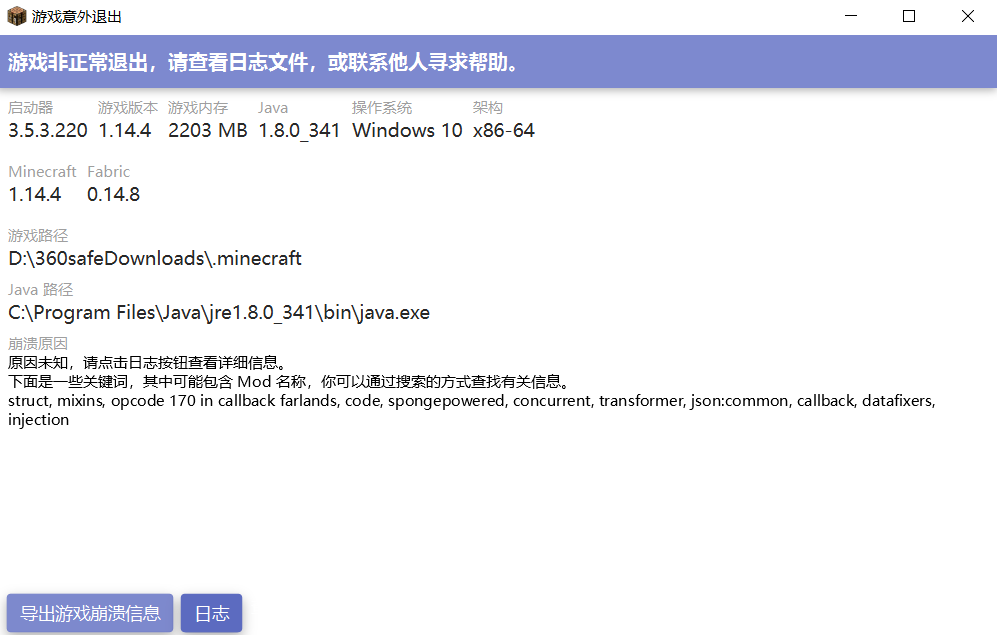 游戏意外退出
游戏非正常退出，请查看日志文件，或联系他人寻求帮助。
启动器 游戏版本 游戏内存 Java 操作系统 架构
3.5.3.220 1.14.4 2203 MB 1.8.0_341 Windows 10 x86-64
Minecraft Fabric
1.14.4 0.14.8
游戏路径
D:\360safeDownloads\.minecraft
Java 路径
C:\Program Files\Java\jre1.8.0_341\bin\java.exe
崩溃原因
原因未知，请点击日志按钮查看详细信息。
下面是一些关键词，其中可能包含 Mod 名称，你可以通过搜索的方式查找有关信息。
struct, mixins, opcode 170 in callback farlands, code, spongepowered, concurrent, transformer, json:common, callback, datafixers,
injection
导出游戏崩溃信息 日志